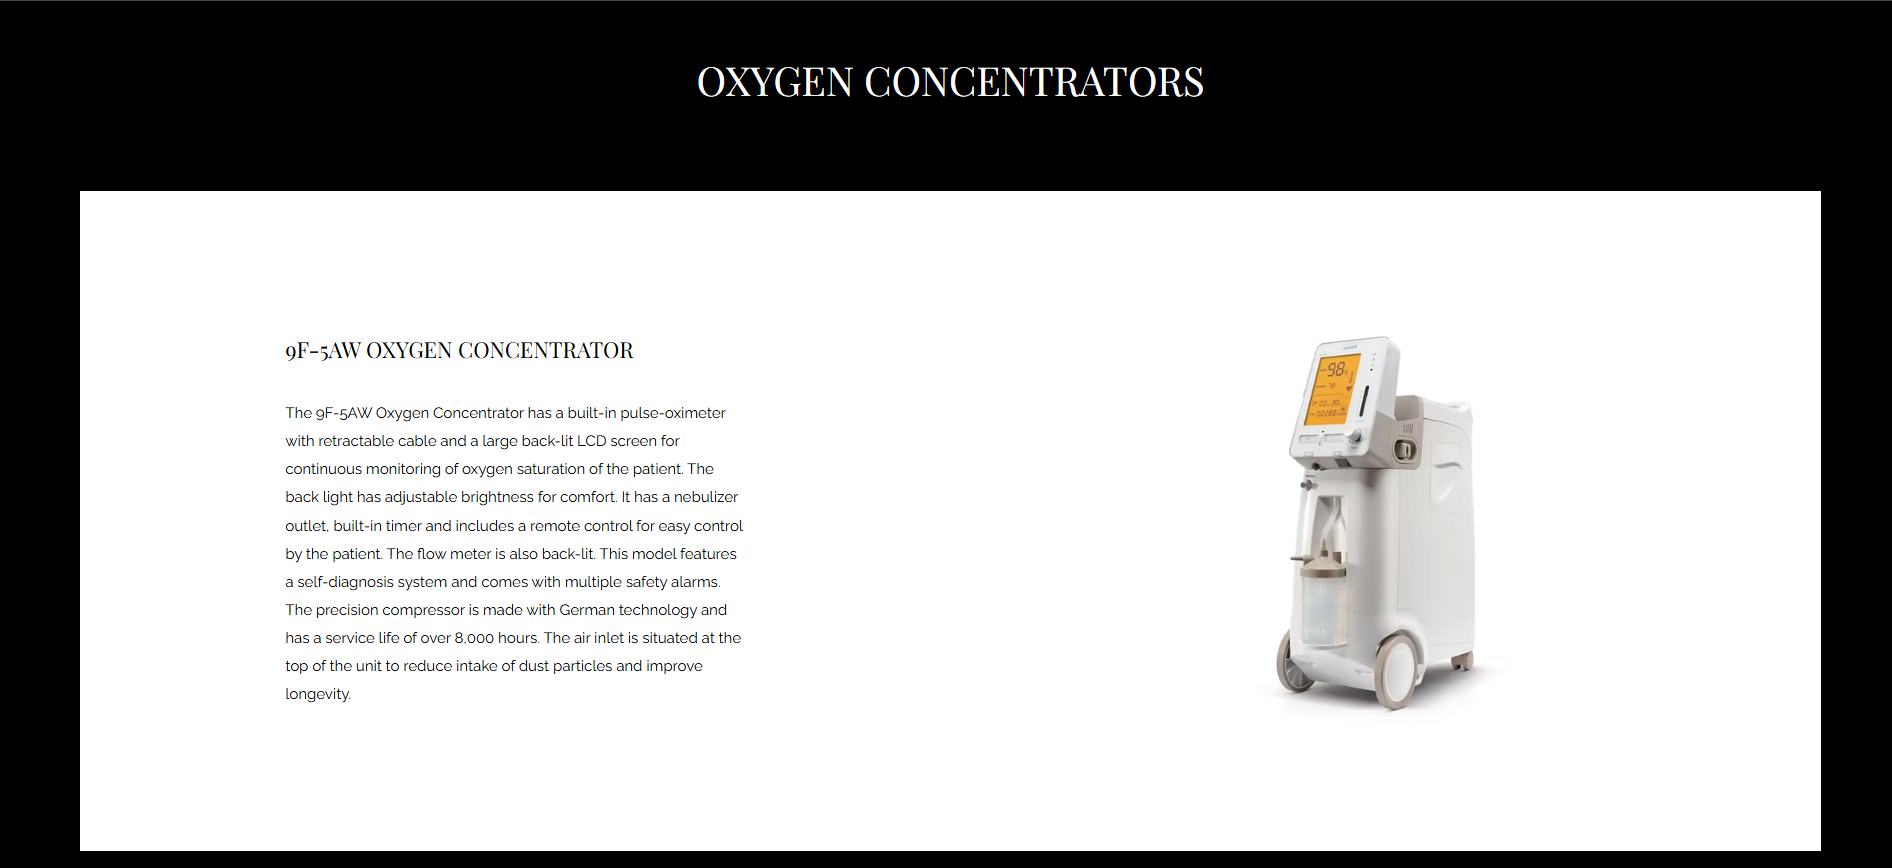 OXYGEN CONCENTRATORS
9F-5AW OXYGEN CONCENTRATOR
The 9F-5AW Oxygen Concentrator has a built-in pulse-oximeter
with retractable cable and a large back-lit LCD screen for
continuous monitoring of oxygen saturation of the patient. The
back light has adjustable brightness for comfort. It has a nebulizer
outlet, built-in timer and includes a remote control for easy control
by the patient. The flow meter is also back-lit. This model features
a self-diagnosis system and comes with multiple safety alarms.
The precision compressor is made with German technology and
has a service life of over 8,000 hours. The air inlet is situated at the
top of the unit to reduce intake of dust particles and improve
longevity.
98